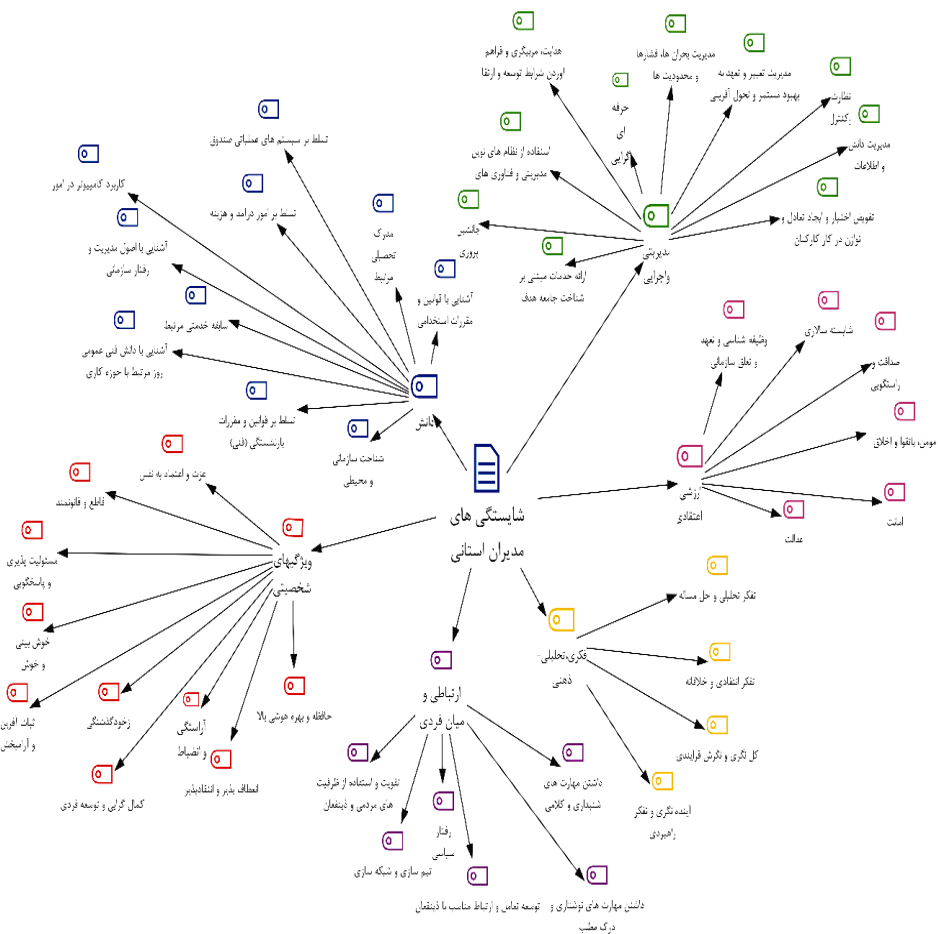 شایستگی های
مدیران استانی
مدیریتی
واجرایی
هدایت، مربیگری و فراهم
اوردن شرایط توسعه و ارتقا
مدیریت بحران ها، فشارها
و محدودیت ها
حرفه
ای
گرایی
مدیریت تغییر و تعهد به
بهبود مستمر و تحول آفرینی
نظارت
وکنترل
مدیریت دانش
و اطلاعات
تفویض اختیار و ایجاد تعادل و
توازن در کار کارکنان
استفاده از نظام های نوین
مدیریتی و فناوری های
جانشین
پروری
ارائه خدمات مبتنی بر
شناخت جامعه هدف
دانش
تسلط بر سیستم های عملیاتی صندوق
کاربرد کامپیوتر در امور
تسلط بر امور درامد و هزینه
مدرک
تحصیلی
مرتبط
آشنایی با اصول مدیریت و
رفتار سازمانی
آشنایی با قوانین و
مقررات استخدامی
سابقه خدمتی مرتبط
آشنایی با دانش فنی عمومی
روز مرتبط با حوزه کاری
تسلط بر قوانین و مقررات
بازنشستگی (فنی)
شناخت سازمانی
و محیطی
ارزشی
اعتقادی
وظیفه شناسی و تعهد
و تعلق سازمانی
شایسته سالاری
صداقت و
راستگویی
مومن، باتقوا و اخلاق
امانت
عدالت
ویژگیهای
شخصیتی
عزت و اعتماد به نفس
قاطع و قانونمند
مسئولیت پذیری
و پاسخگویی
خوش بینی
و خوش
ثبات آفرین
و آرامبخش
ازخودگذشتگی
کمال گرایی و توسعه فردی
آراستگی
و انضباط
انعطاف پذیر و انتقادپذیر
حافظه و بهره هوشی بالا
فکری،تحلیلی-
ذهنی
تفکر تحلیلی و حل مساله
تفکر انتقادی و خلاقانه
کل نگری و نگرش فرایندی
آینده نگری و تفکر
راهبردی
ارتباطی و
میان فردی
تقویت و استفاده از ظرفیت
های مردمی و ذینفعان
رفتار
سیاسی
تیم سازی و شبکه سازی
توسعه تعامل و ارتباط مناسب با ذینفعان
داشتن مهارت های
شنیداری و کلامی
داشتن مهارت های نوشتاری و
درک مطلب